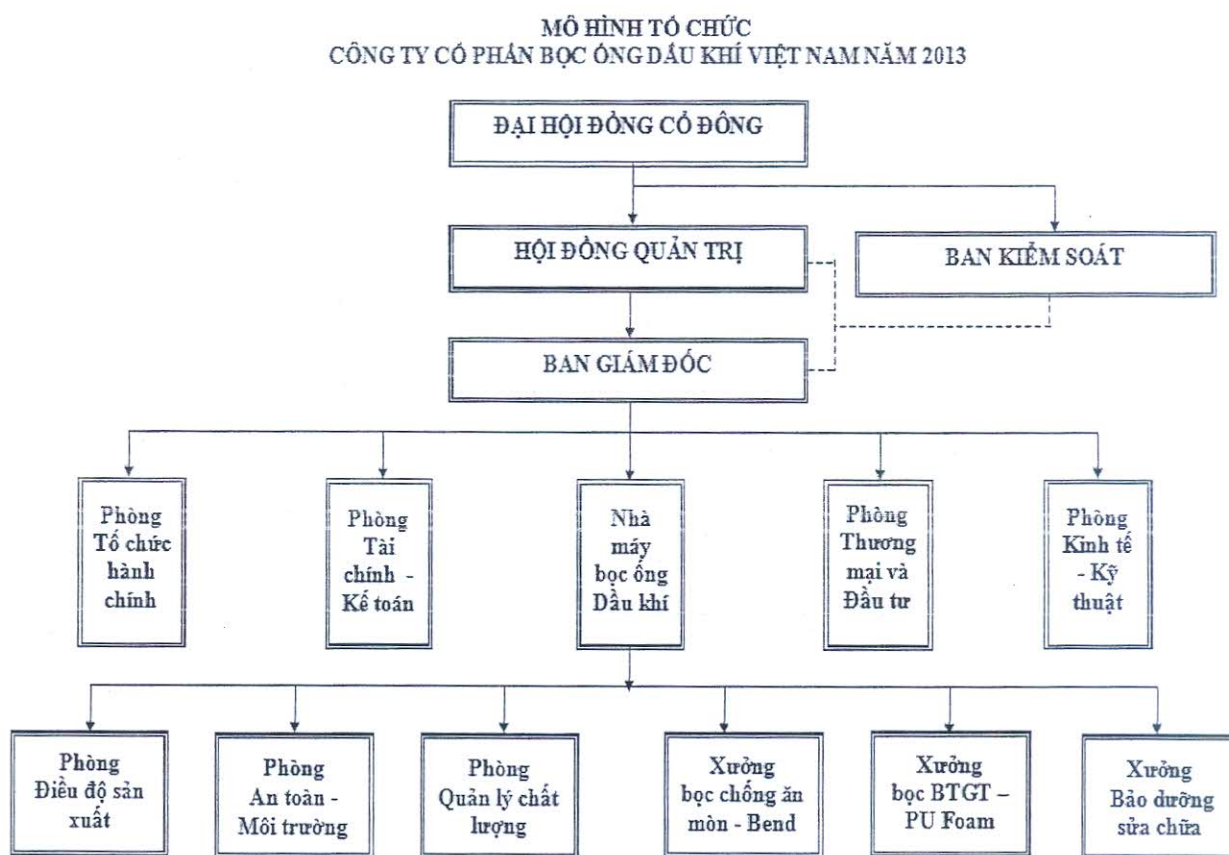 MÔ HÌNH TỔ CHỨC
CÔNG TY CỔ PHẦN BỌC ỐNG DẦU KHÍ VIỆT NAM NĂM 2013
ĐẠI HỘI ĐỒNG CỔ ĐÔNG
HỘI ĐỒNG QUẢN TRỊ
BAN KIỂM SOÁT
BAN GIÁM ĐỐC
Phòng
Tổ chức
hành
chính
Phòng
Tài
chính -
Kế toán
Nhà
máy
bọc ống
Dầu khí
Phòng
Thương
mại và
Đầu tư
Phòng
Kinh tế
- Kỹ
thuật
Phòng
Điều độ sản
xuất
Phòng
An toàn -
Môi trường
Phòng
Quản lý chất
lượng
Xưởng
bọc chống ăn
mòn - Bend
Xưởng
bọc BTGT –
PU Foam
Xưởng
Bảo dưỡng
sửa chữa